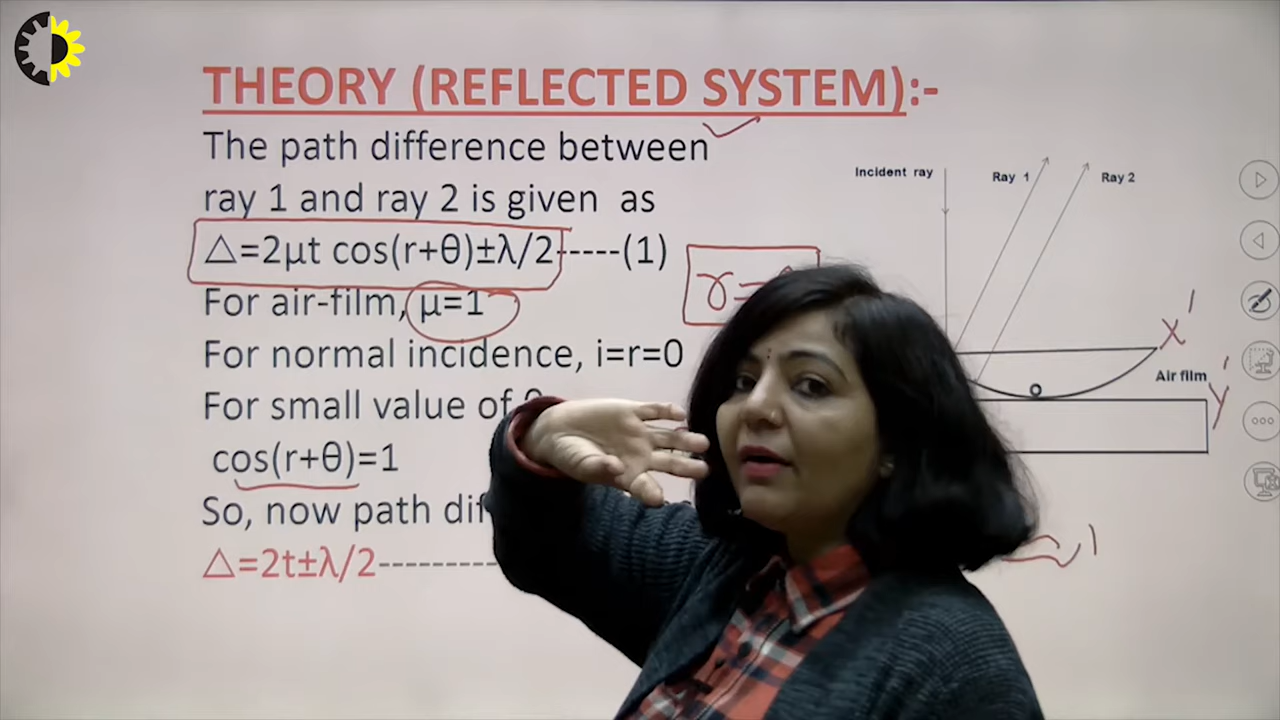 THEORY (REFLECTED SYSTEM):-
The path difference between
ray 1 and ray 2 is given as
△=2μt cos(r+θ)±λ/2-----(1)
For air-film, μ=1
For normal incidence, i=r=0
For small value of
cos(r+θ)=1
So, now path
△=2t±λ/2----------
Incident ray
Ray 1
Ray 2
X'
Air film
Y'
O